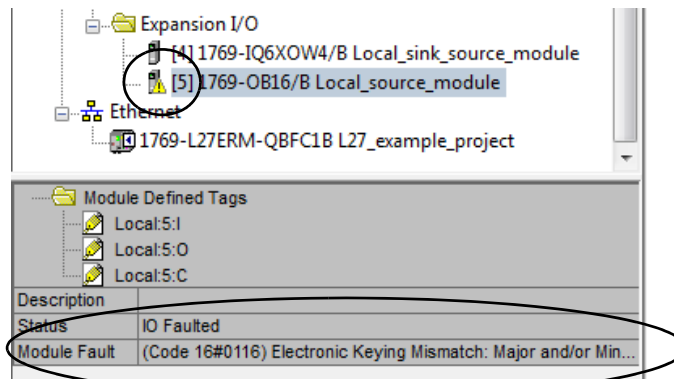 Expansion I/O
[4] 1769-IQ6XOW4/B Local_sink_source_module
[5] 1769-OB16/B Local_source_module
Ethernet
1769-L27ERM-QBFC1B L27_example_project
Module Defined Tags
Local:5:I
Local:5:O
Local:5:C
Description
Status IO Faulted
Module Fault (Code 16#0116) Electronic Keying Mismatch: Major and/or Min...